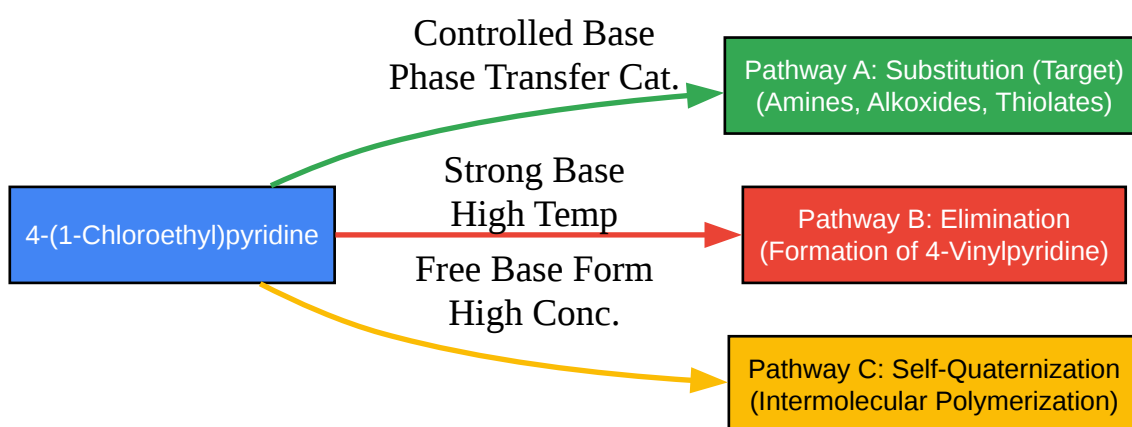 Controlled Base
Phase Transfer Cat.
Pathway A: Substitution (Target)
(Amines, Alkoxides, Thiolates)
4-(1-Chloroethyl)pyridine
Strong Base
High Temp
Pathway B: Elimination
(Formation of 4-Vinylpyridine)
Free Base Form
High Conc.
Pathway C: Self-Quaternization
(Intermolecular Polymerization)